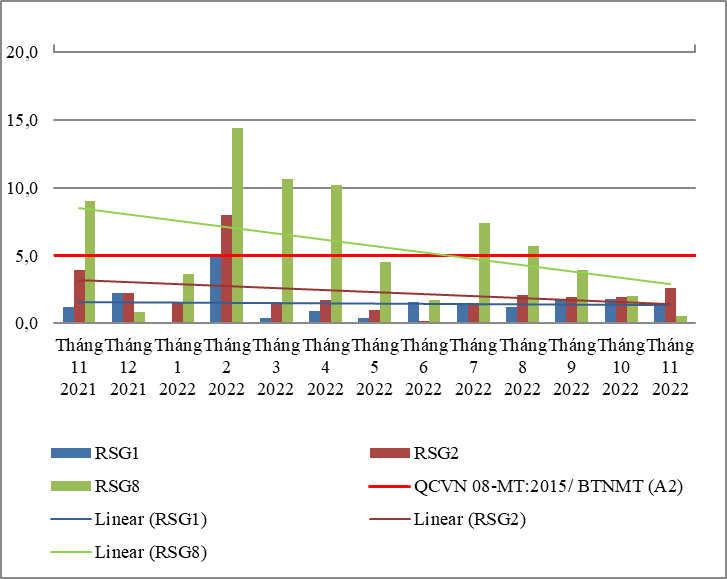 20,0
15,0
10,0
5,0
0,0
Tháng Tháng Tháng Tháng Tháng Tháng Tháng Tháng Tháng Tháng Tháng Tháng Tháng
11 12 1 2 3 4 5 6 7 8 9 10 11
2021 2021 2022 2022 2022 2022 2022 2022 2022 2022 2022 2022 2022
RSG1
RSG2
RSG8
QCVN 08-MT:2015/ BTNMT (A2)
Linear (RSG1)
Linear (RSG2)
Linear (RSG8)